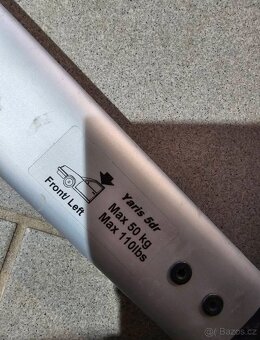 Yaris 5dr
Max 50 kg
Max 110lbs
Front/ Left
Bazos.cz